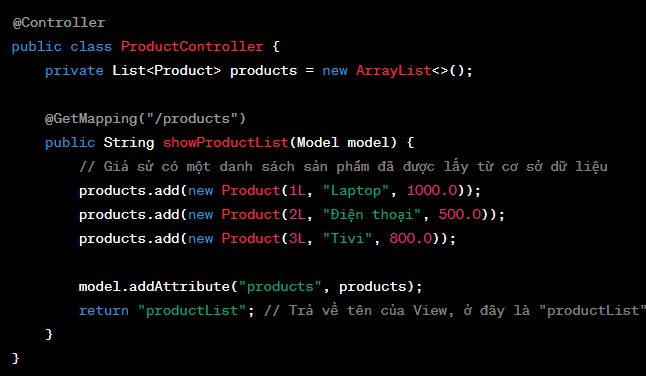 @Controller
public class ProductController {
    private List<Product> products = new ArrayList<>();

    @GetMapping("/products")
    public String showProductList(Model model) {
        // Giả sử có một danh sách sản phẩm đã được lấy từ cơ sở dữ liệu
        products.add(new Product(1L, "Laptop", 1000.0));
        products.add(new Product(2L, "Điện thoại", 500.0));
        products.add(new Product(3L, "Tivi", 800.0));

        model.addAttribute("products", products);
        return "productList"; // Trả về tên của View, ở đây là "productList"
    }
}